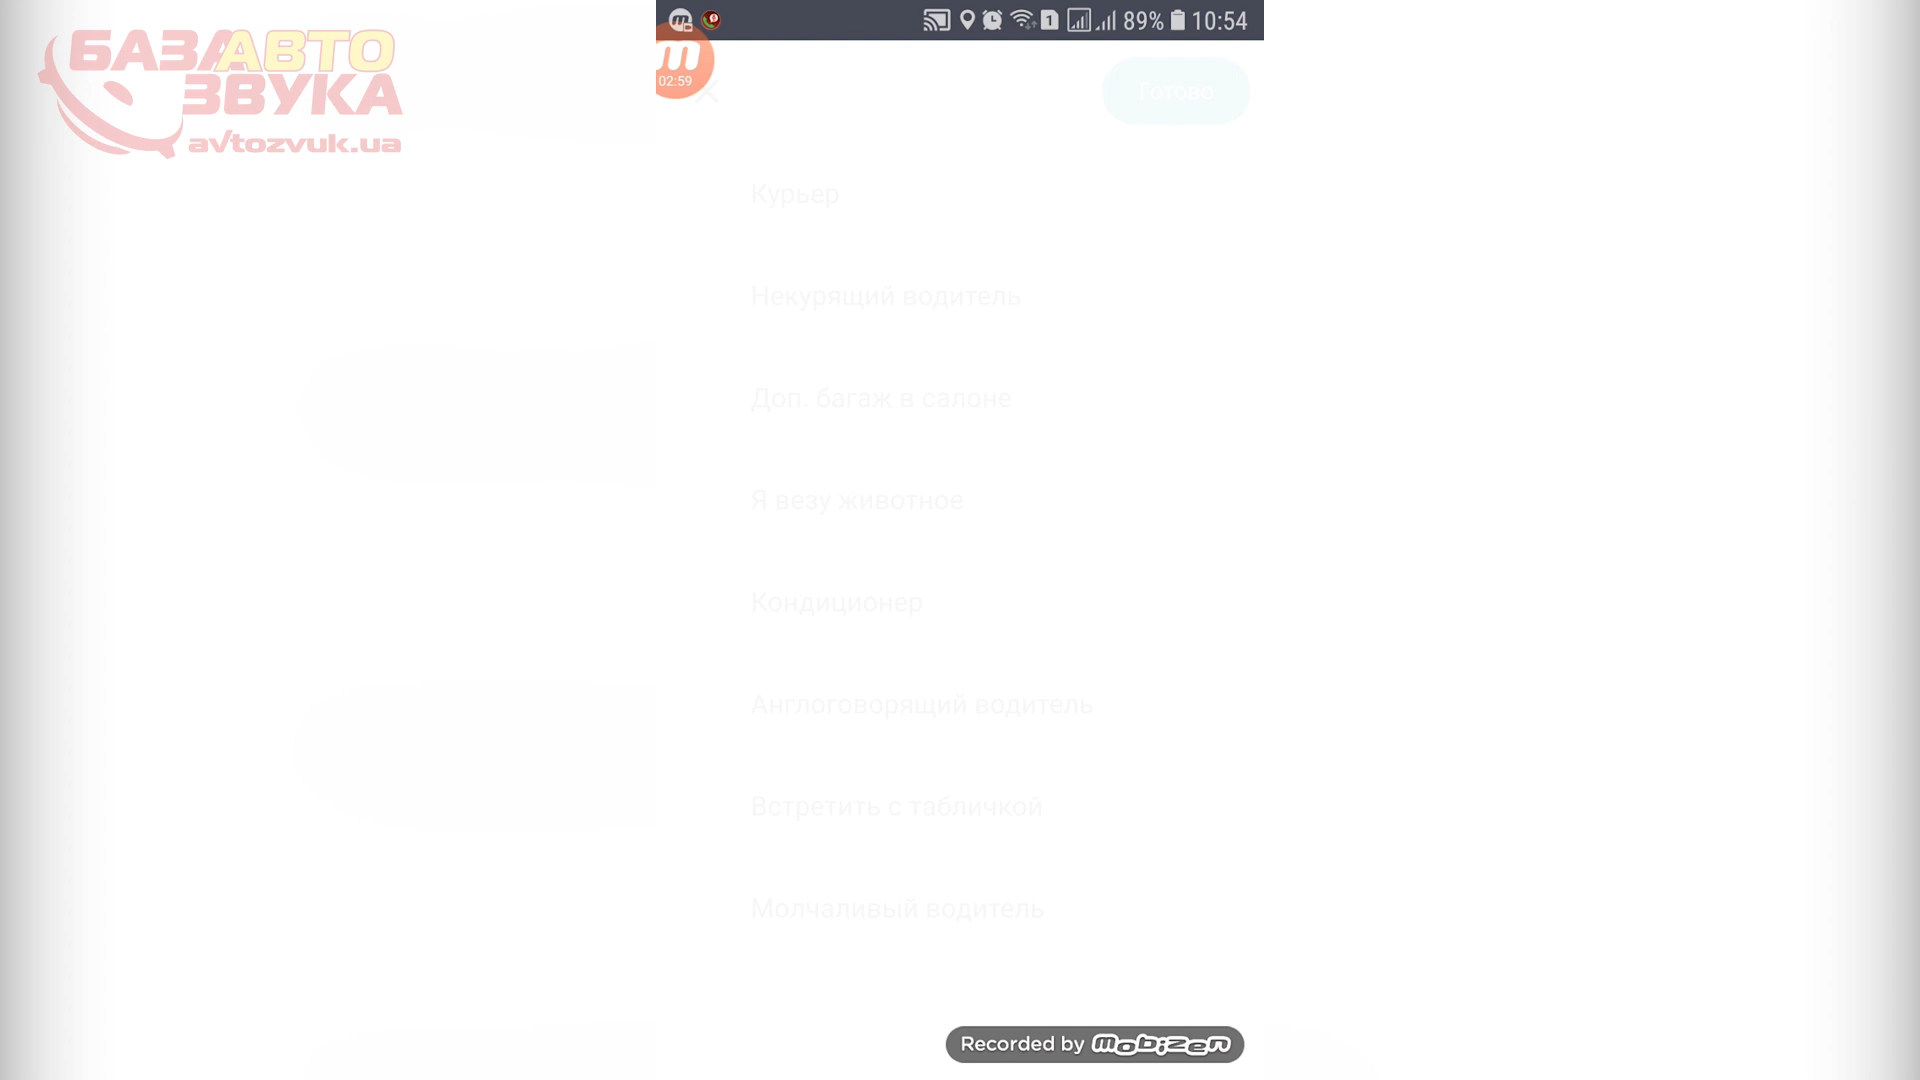 БАЗА АВТО
ЗВУКА
avtozvuk.ua
1 89% 10:54
02:59
Готово
Курьер
Некурящий водитель
Доп. багаж в салоне
Я везу животное
Кондиционер
Англоговорящий водитель
Встретить с табличкой
Молчаливый водитель
Recorded by mobizen